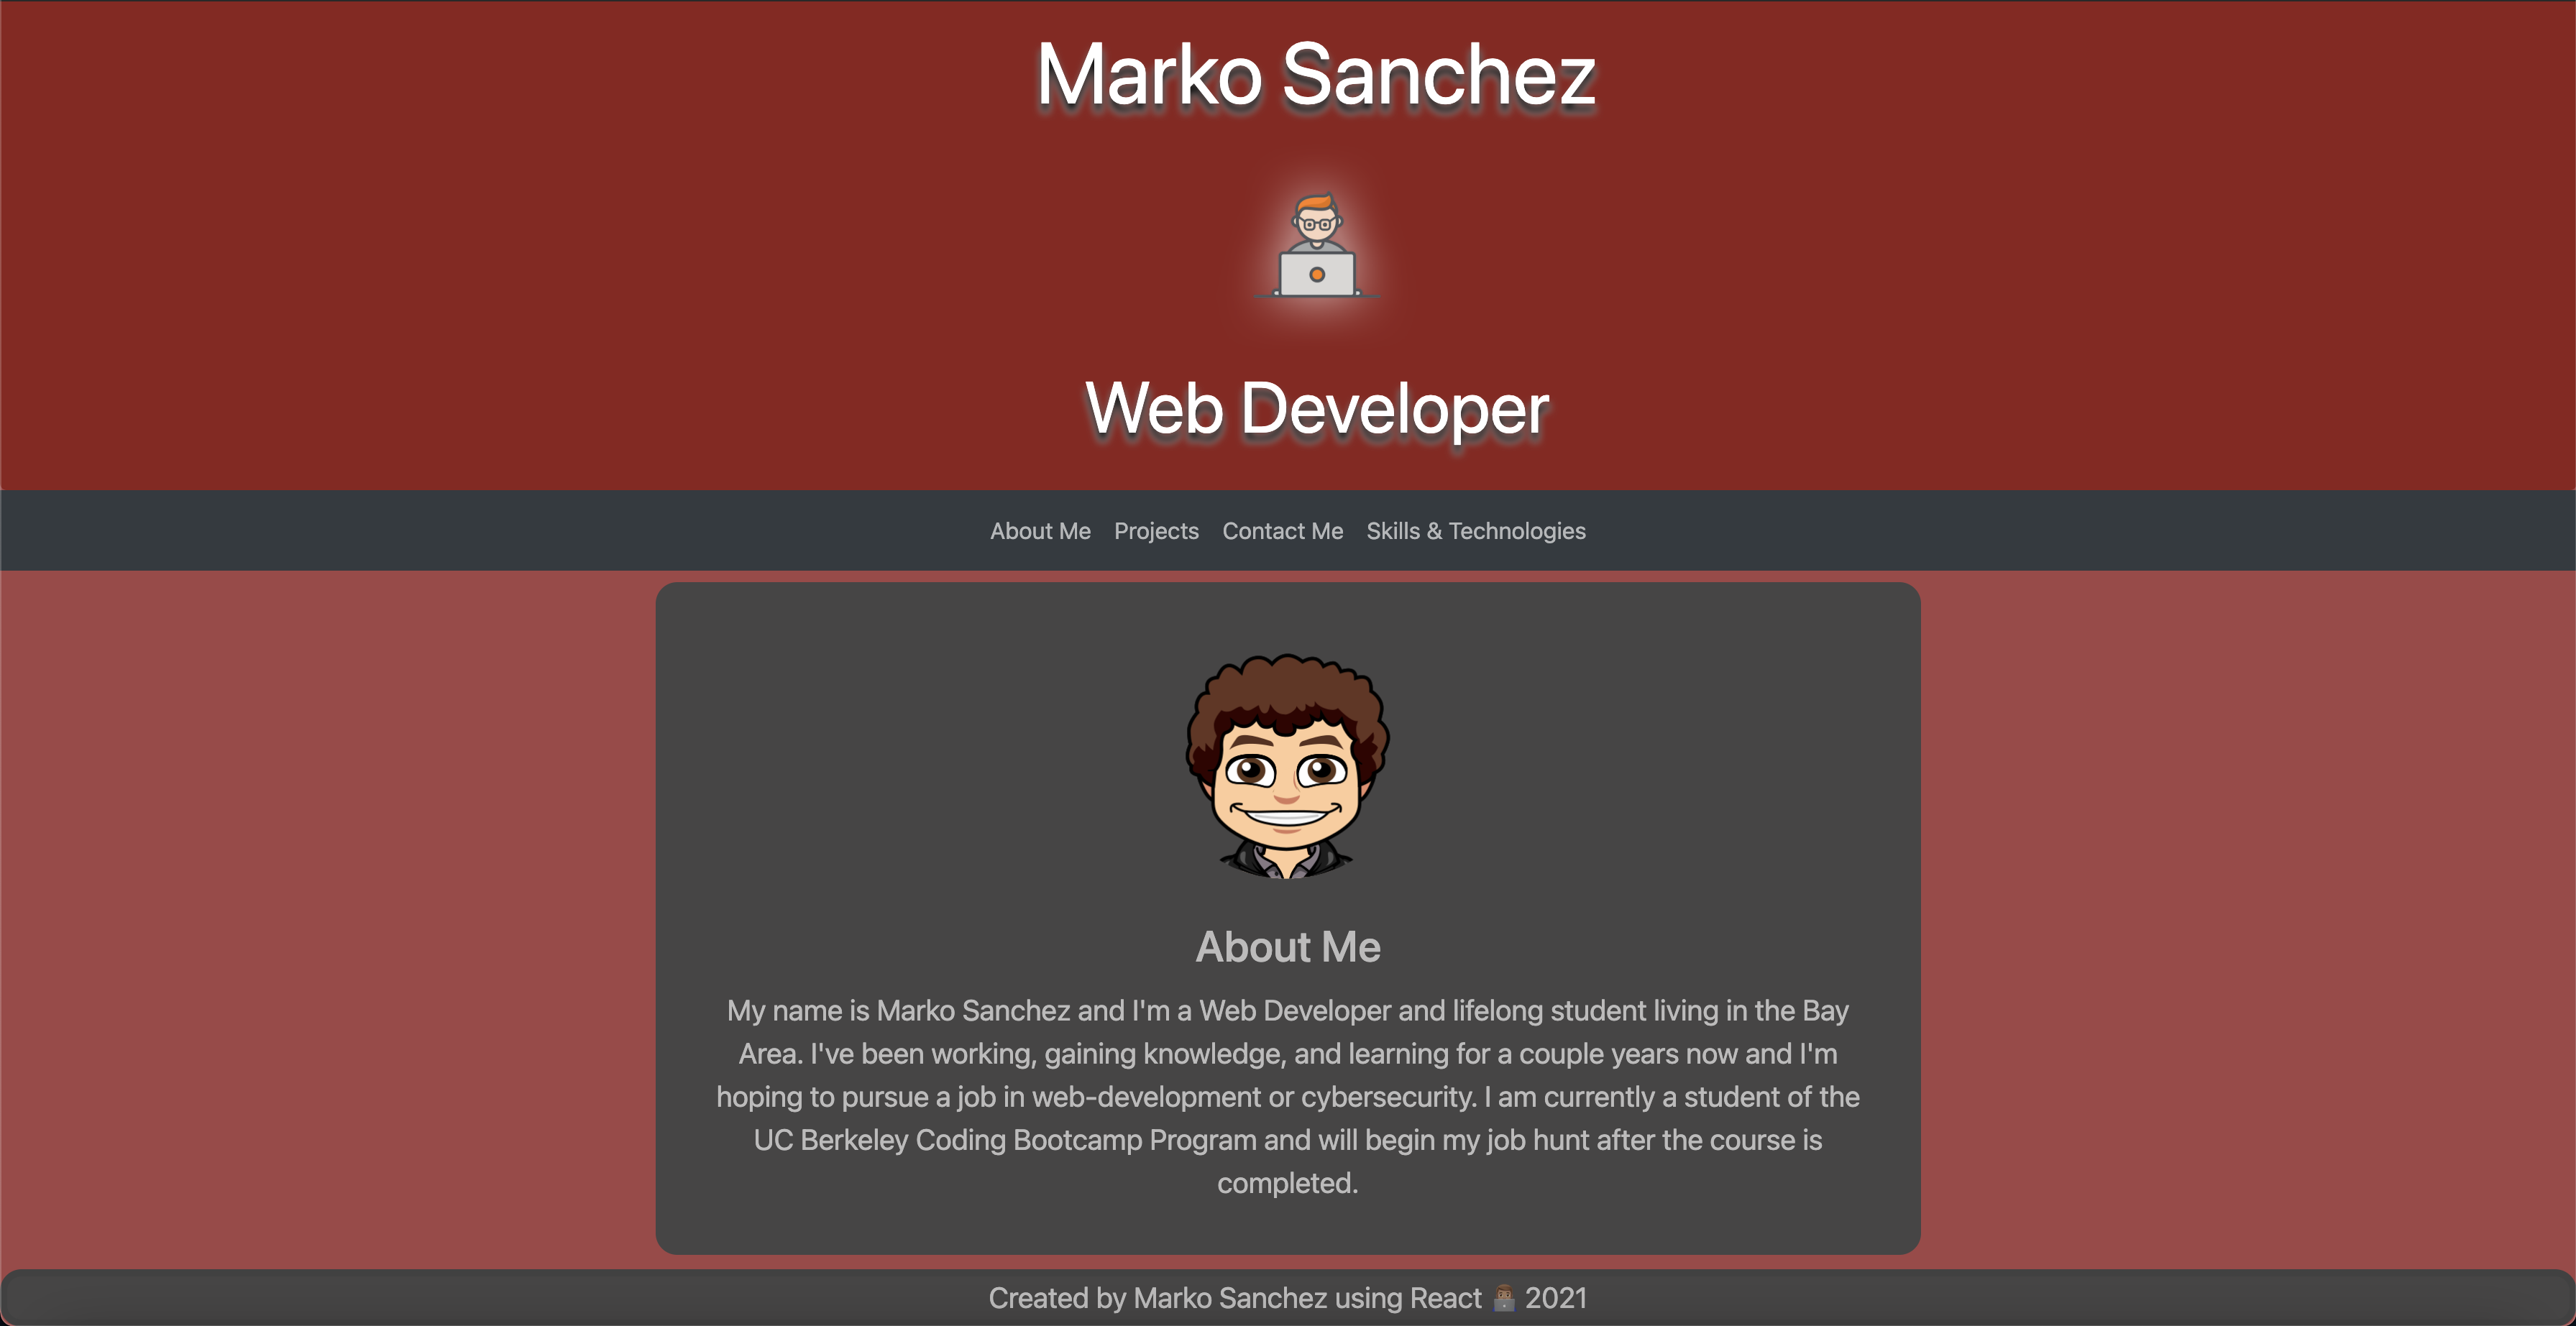 Marko Sanchez
Web Developer
About Me Projects Contact Me Skills & Technologies
About Me
My name is Marko Sanchez and I'm a Web Developer and lifelong student living in the Bay
Area. I've been working, gaining knowledge, and learning for a couple years now and I'm
hoping to pursue a job in web-development or cybersecurity. I am currently a student of the
UC Berkeley Coding Bootcamp Program and will begin my job hunt after the course is
completed.
Created by Marko Sanchez using React 👨🏽‍💻 2021